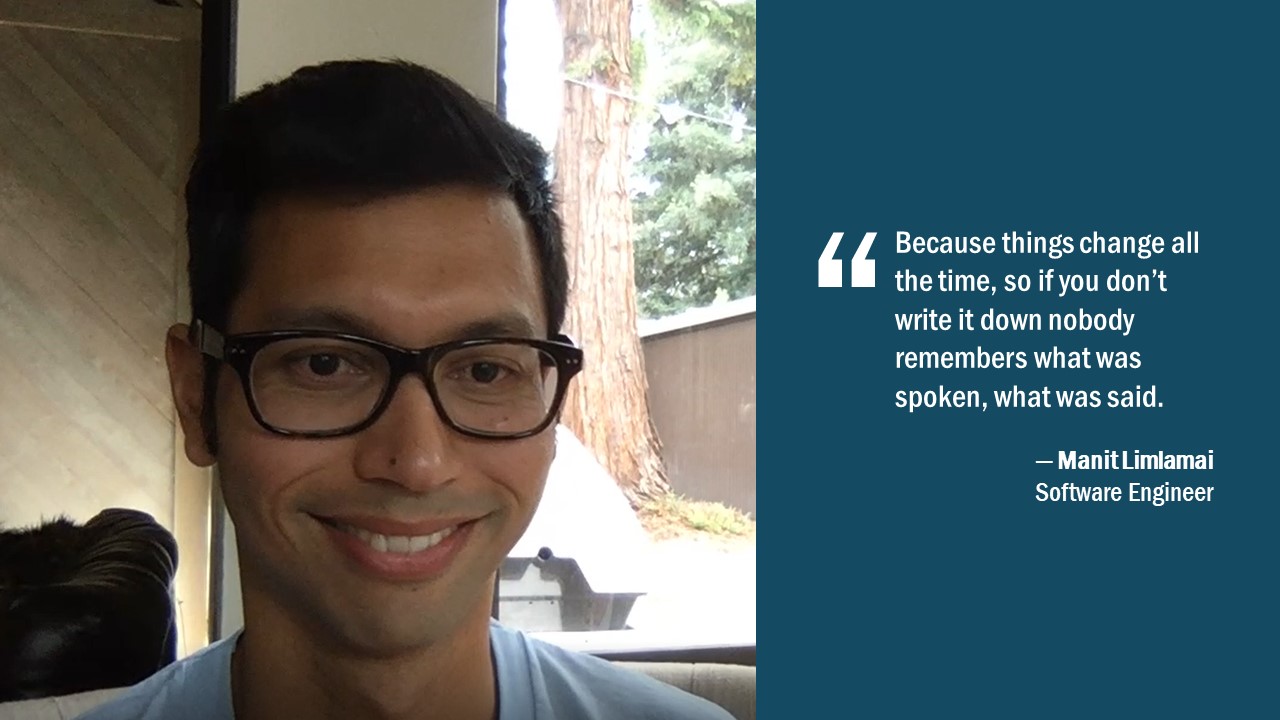 “ Because things change all
the time, so if you don’t
write it down nobody
remembers what was
spoken, what was said.
— Manit Limlamai
Software Engineer